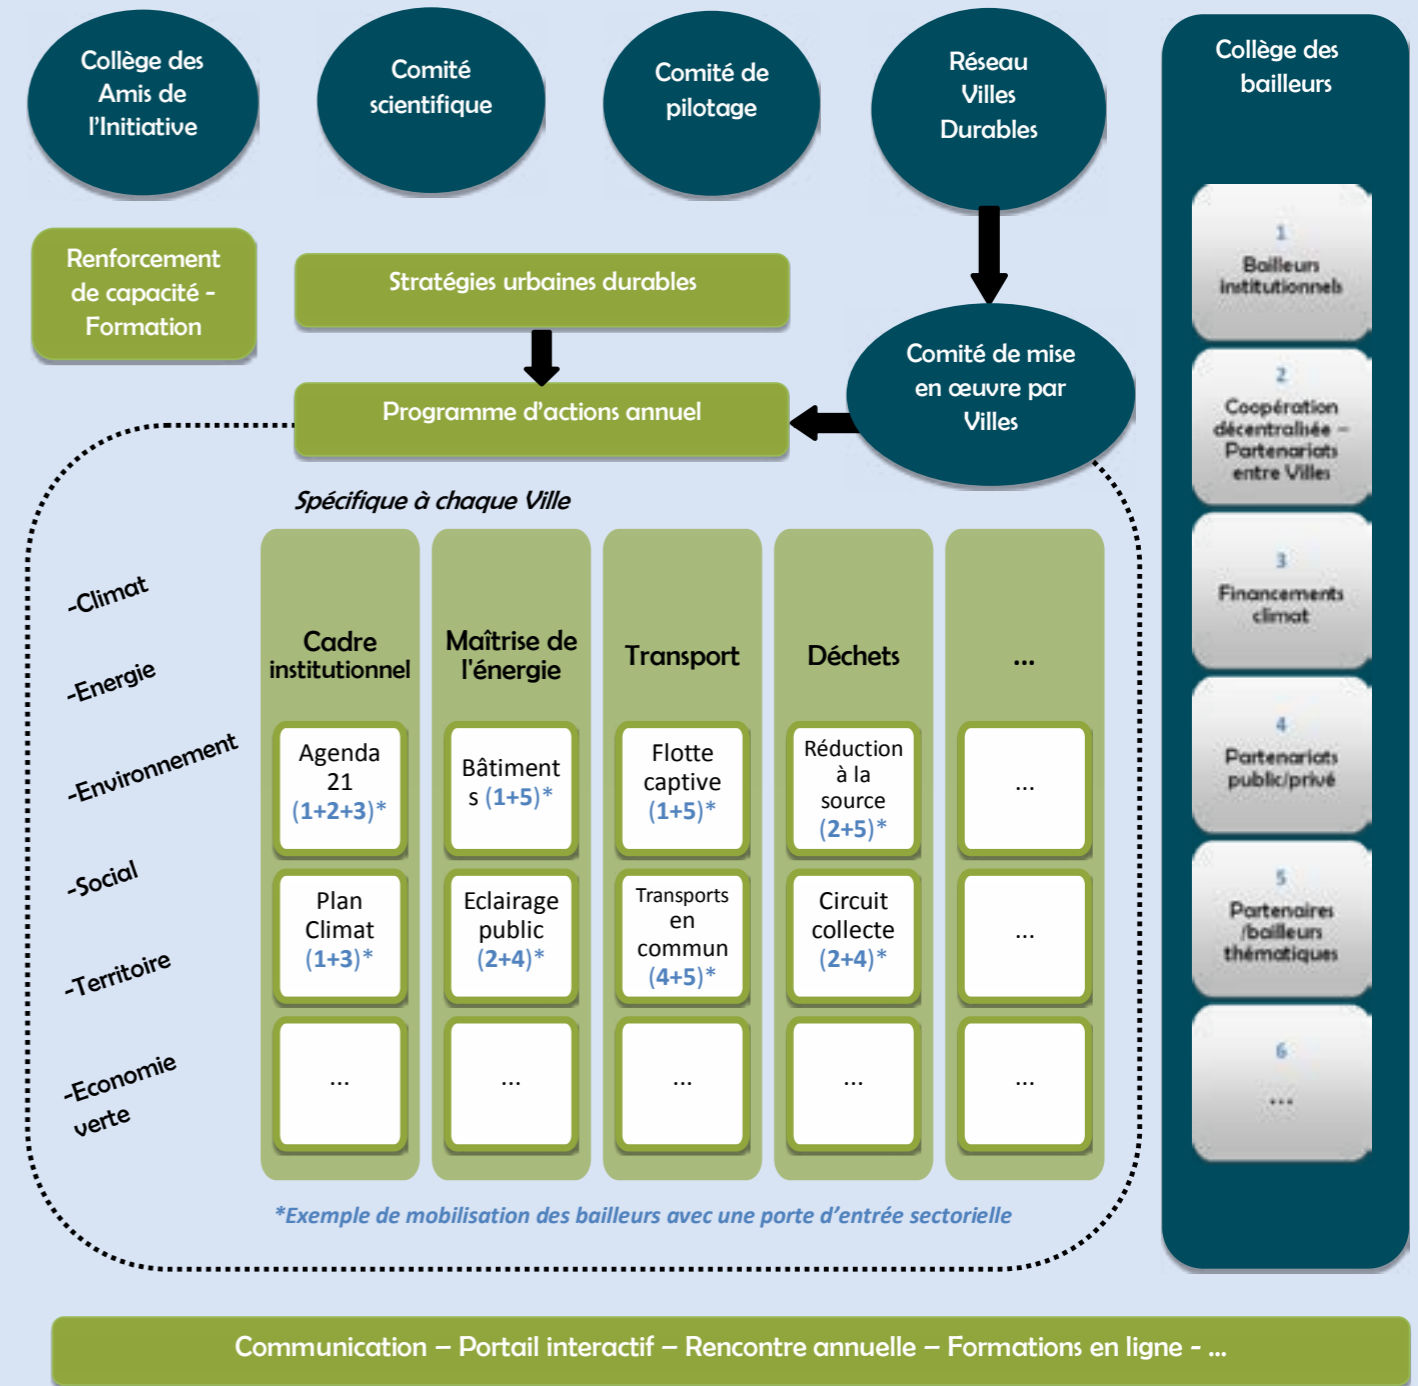 Collège des
Amis de
l'Initiative
Comité
scientifique
Comité de
pilotage
Réseau
Villes
Durables
Collège des
bailleurs
Renforcement
de capacité -
Formation
Stratégies urbaines durables
Programme d'actions annuel
Comité de mise
en œuvre par
Villes
Spécifique à chaque Ville
-Climat
-Energie
-Environnement
-Social
-Territoire
-Economie
verte
Cadre
institutionnel
Agenda
21
(1+2+3)*
Plan
Climat
(1+3)*
...
Maîtrise de
l'énergie
Bâtiment
s (1+5)*
Eclairage
public
(2+4)*
...
Transport
Flotte
captive
(1+5)*
Transports
en
commun
(4+5)*
...
Déchets
Réduction
à la
source
(2+5)*
Circuit
collecte
(2+4)*
...
...
...
...
...
*Exemple de mobilisation des bailleurs avec une porte d'entrée sectorielle
1
Bailleurs
institutionnels
2
Coopération
décentralisée –
Partenariats
entre Villes
3
Financements
climat
4
Partenariats
public/privé
5
Partenaires
/bailleurs
thématiques
6
...
Communication – Portail interactif – Rencontre annuelle – Formations en ligne - ...